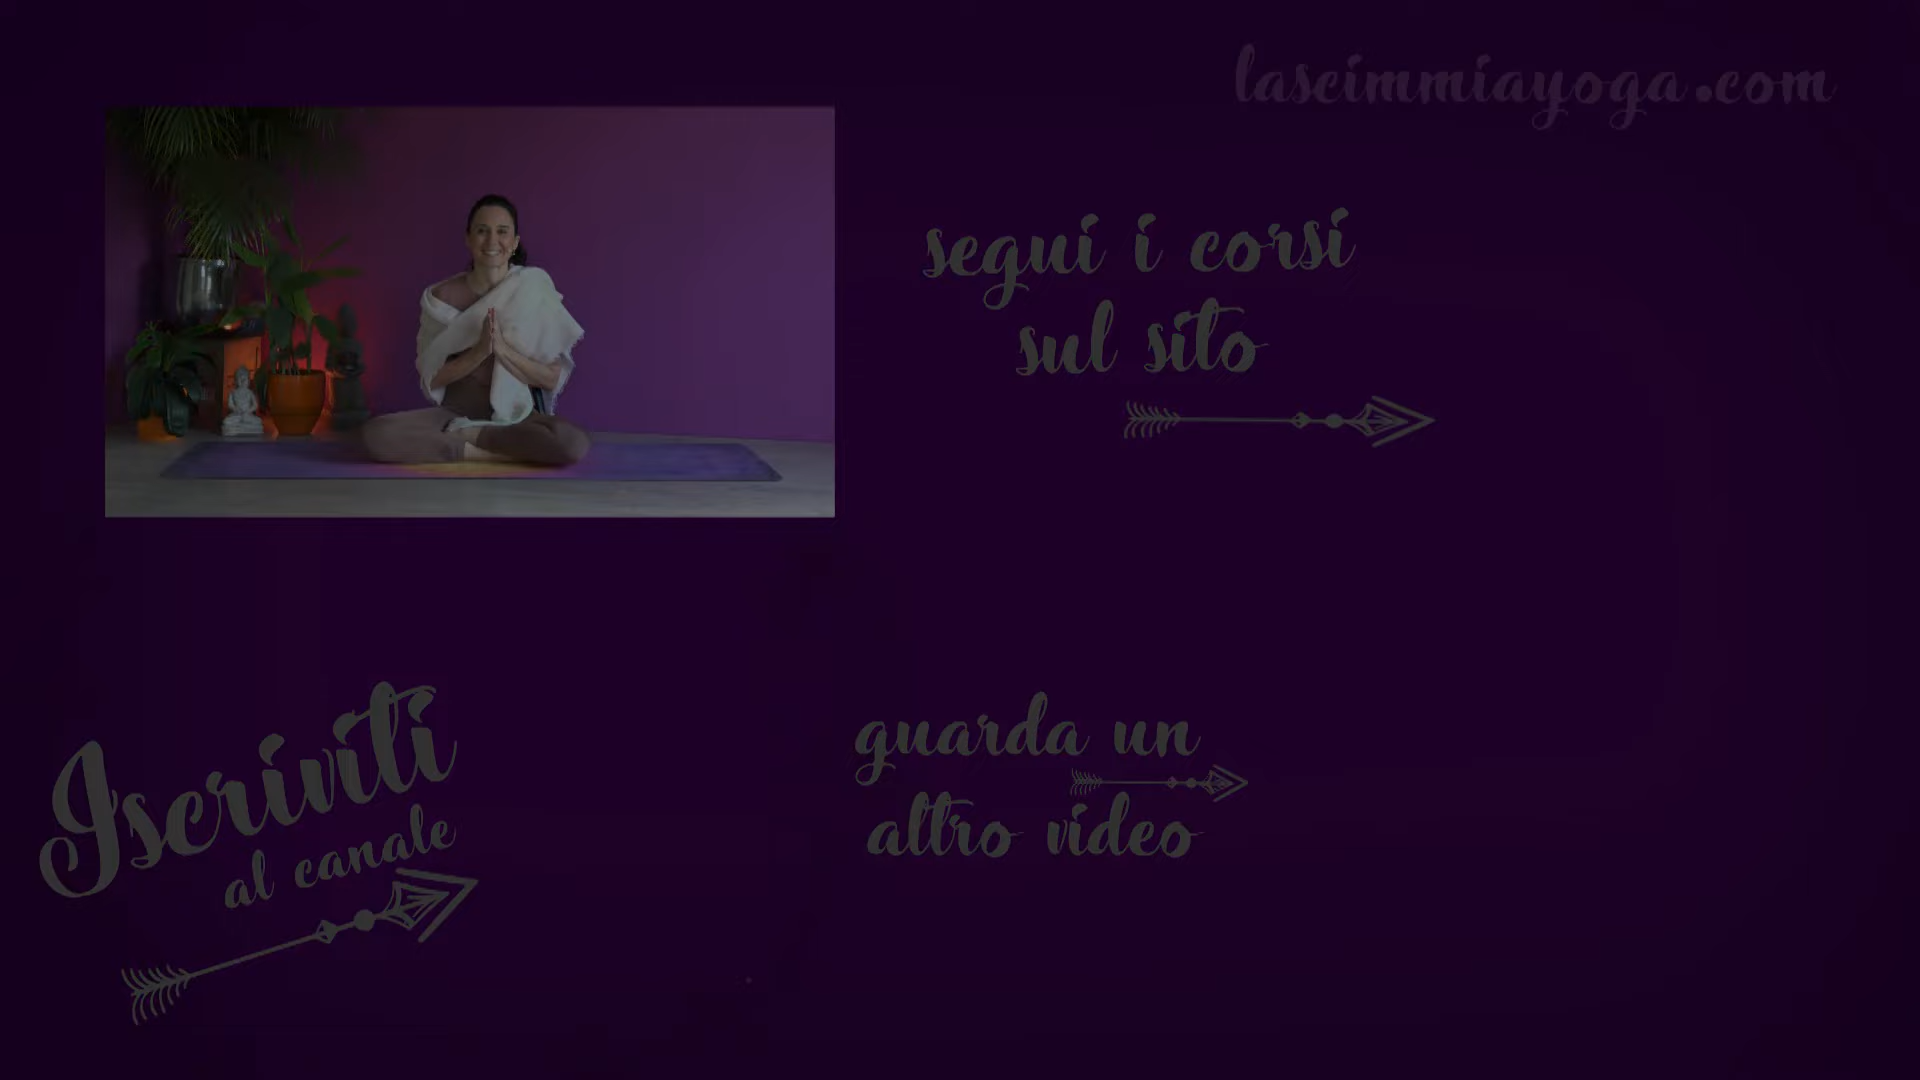 lascimmiayoga.com
segui i corsi
sul sito
Iscriviti
al canale
guarda un
altro video